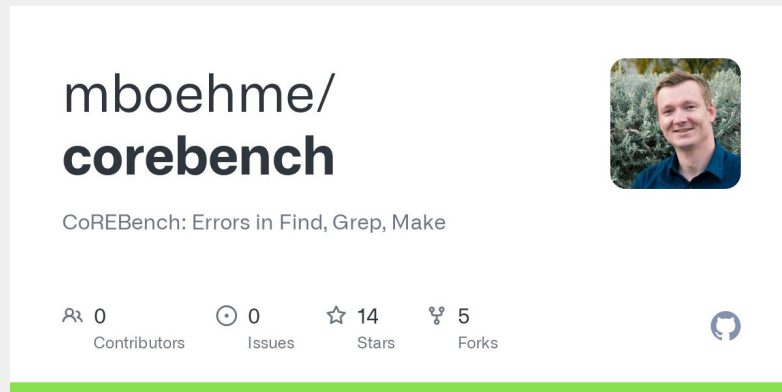 mboehme/
corebench
CoREBench: Errors in Find, Grep, Make
0 0 14 5
Contributors Issues Stars Forks